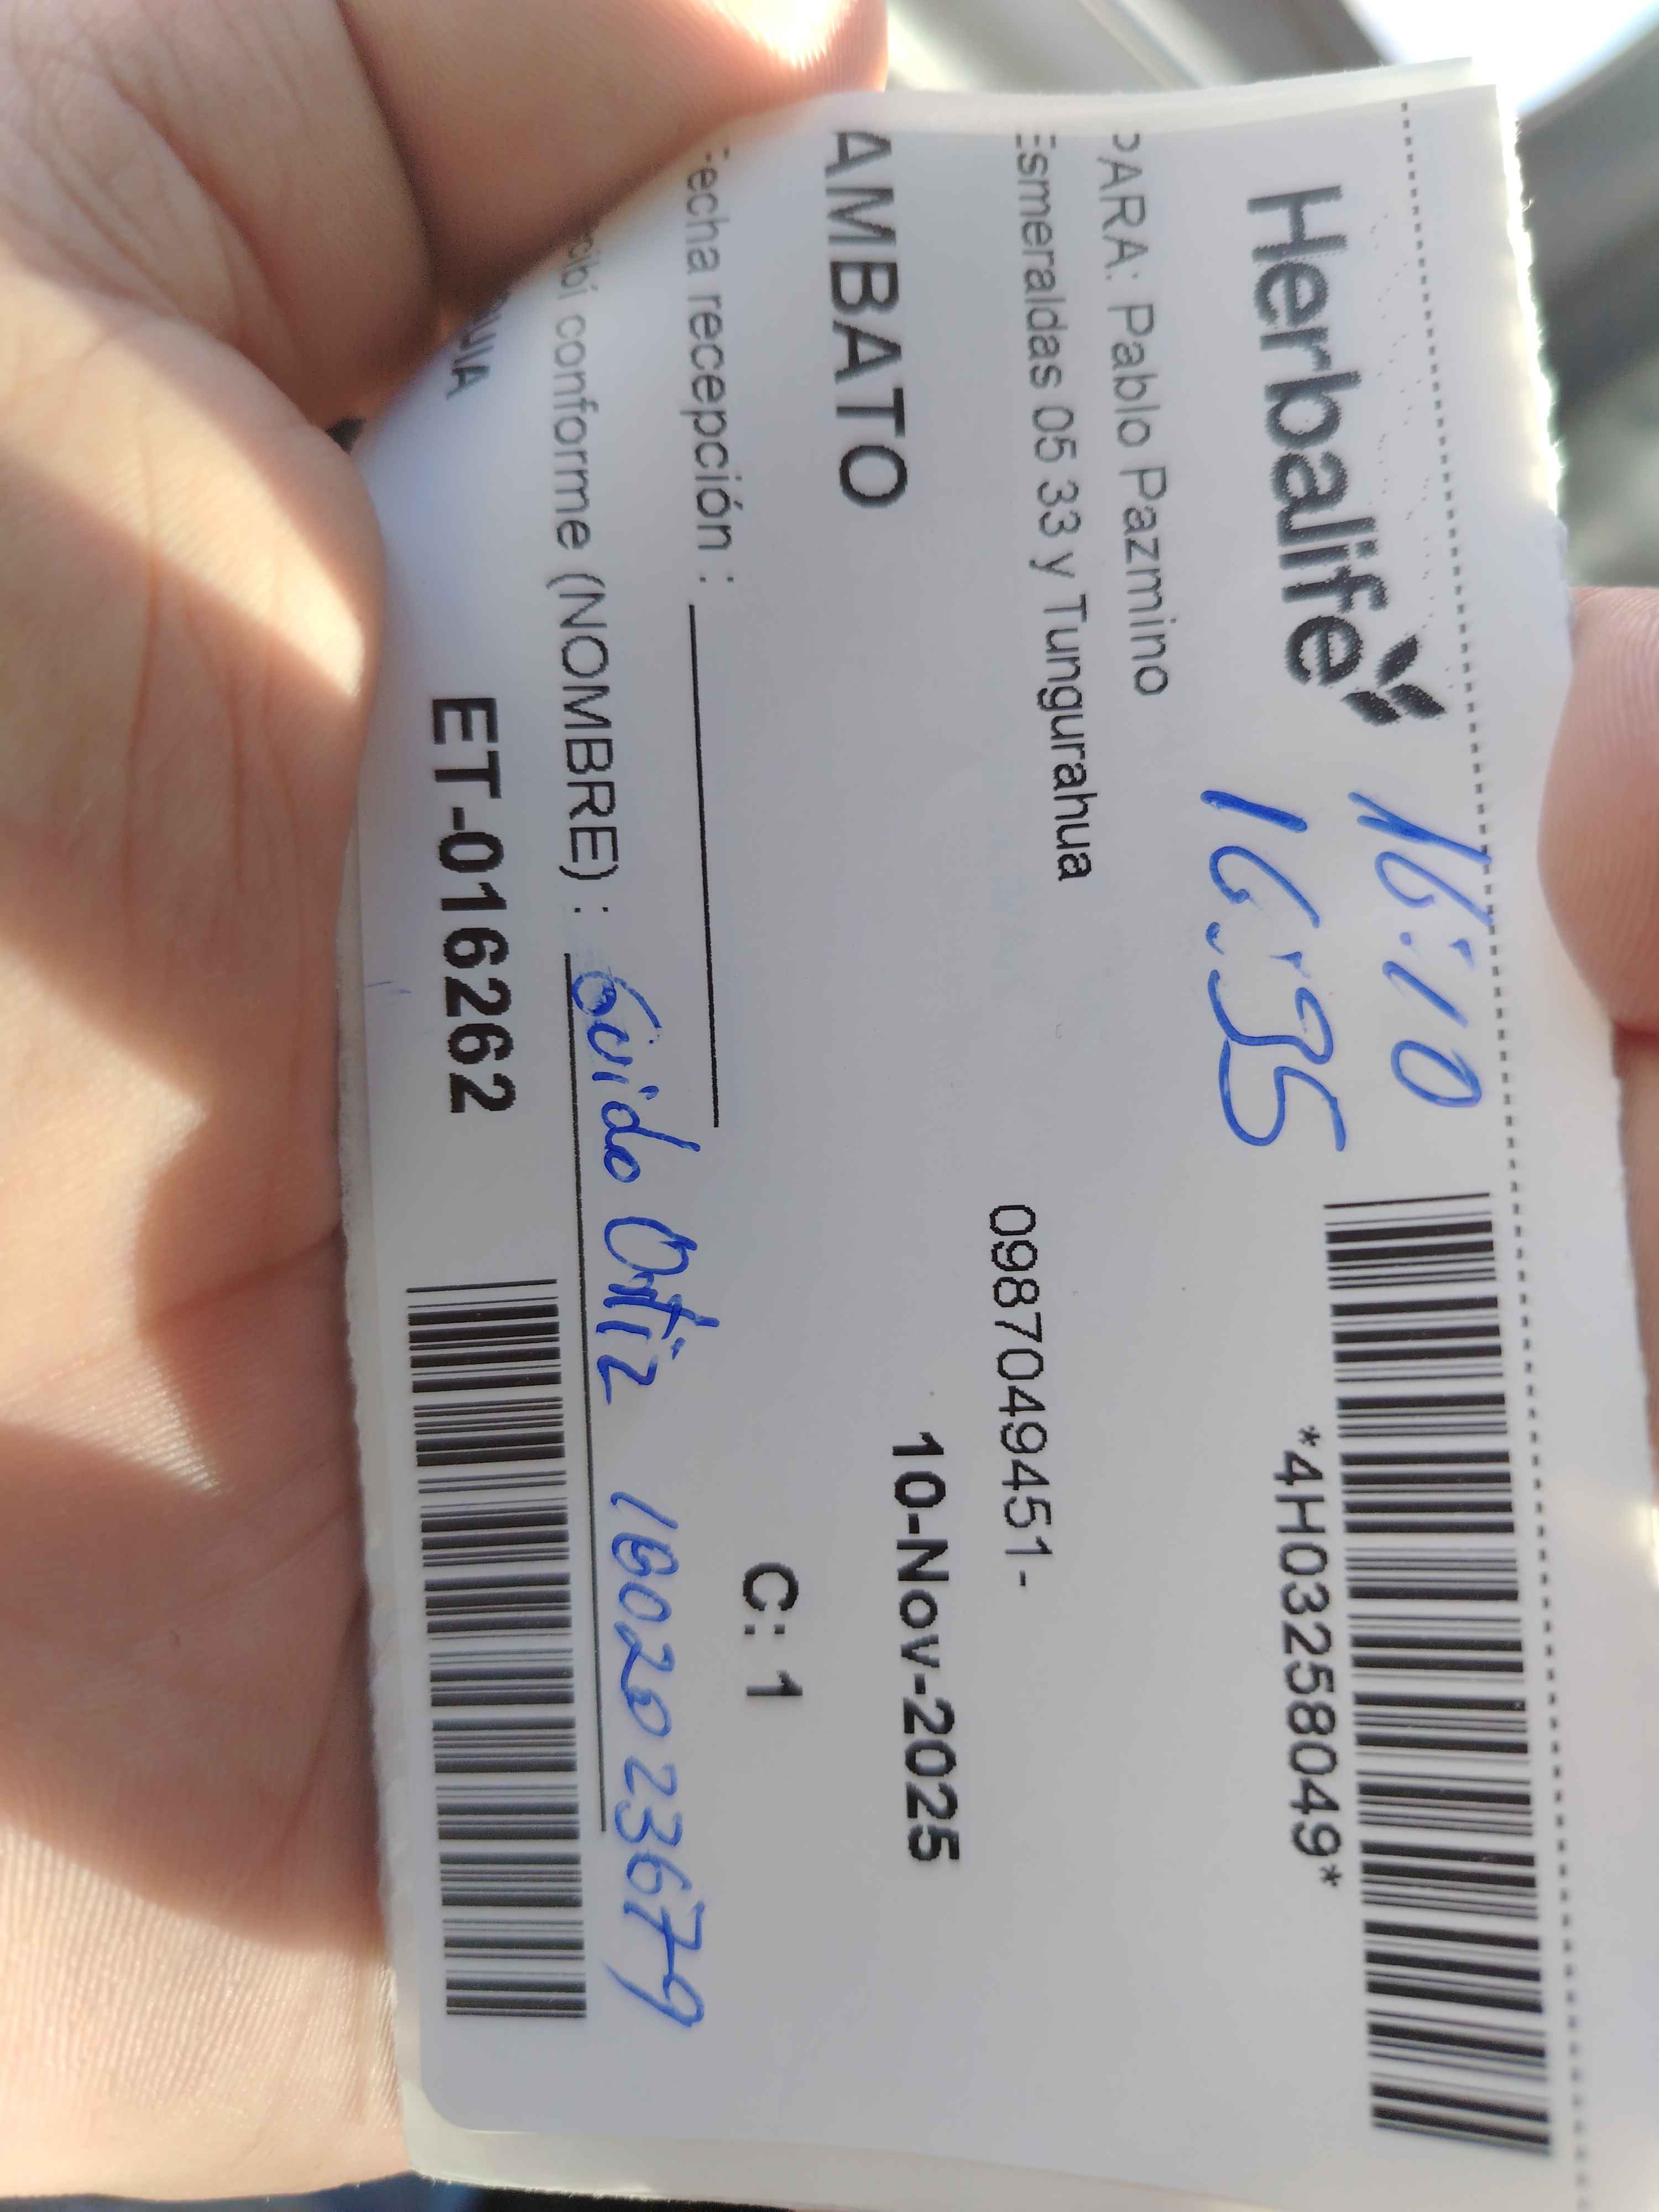 Herbalife
16:10
16:35
*4H03258049*
PARA: Pablo Pazmino
Esmeraldas 05 33 y Tungurahua
0987049451-
AMBATO
10-Nov-2025
Fecha recepción :
C: 1
conforme (NOMBRE) : Guido Ortiz 1802023679
ET-016262